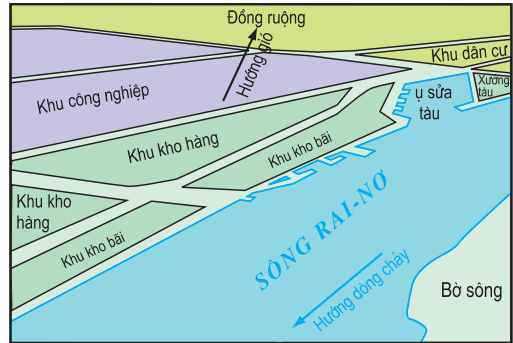 Đồng ruộng
Hướng gió
Khu dân cư
Khu công nghiệp
Xưởng
tàu
ụ sửa
tàu
Khu kho hàng
Khu kho bãi
Khu kho
hàng
Khu kho bãi
SÔNG RAI-NƠ
Hướng dòng chảy
Bờ sông